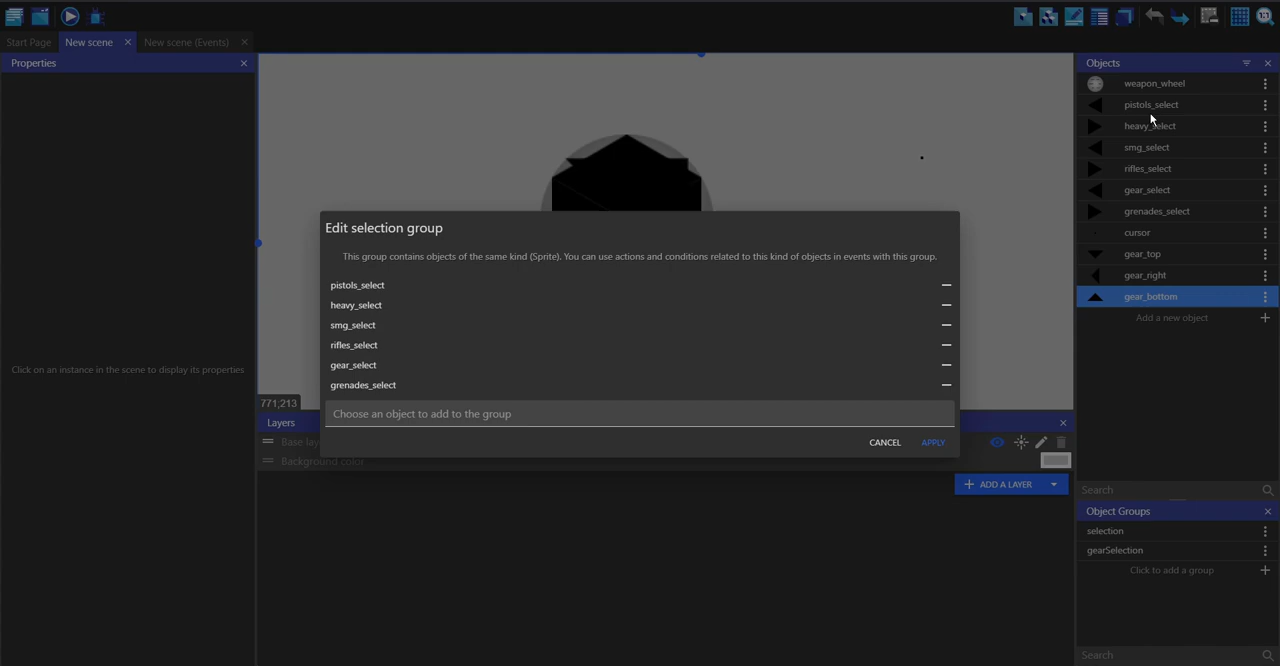 Start Page
New scene
New scene (Events)
Properties
Click on an instance in the scene to display its properties
771;213
Edit selection group
This group contains objects of the same kind (Sprite). You can use actions and conditions related to this kind of objects in events with this group.
pistols_select
heavy_select
smg_select
rifles_select
gear_select
grenades_select
Choose an object to add to the group
CANCEL
APPLY
Layers
Base lay
Background color
ADD A LAYER
Objects
weapon_wheel
pistols_select
heavy_select
smg_select
rifles_select
gear_select
grenades_select
cursor
gear_top
gear_right
gear_bottom
Add a new object
Search
Object Groups
selection
gearSelection
Click to add a group
Search